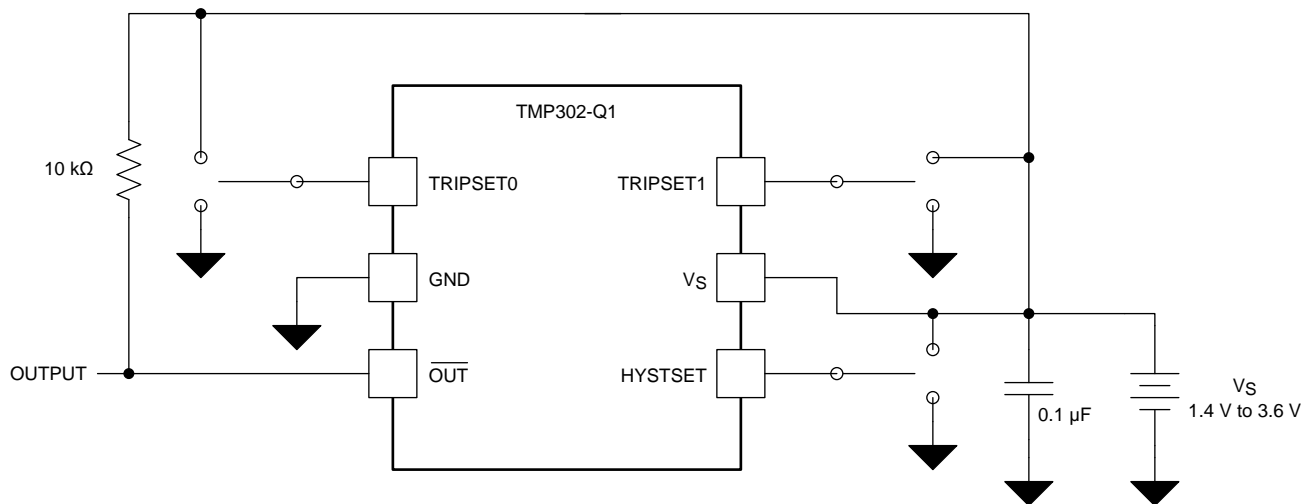 TMP302-Q1
10 kΩ
TRIPSET0
TRIPSET1
GND
VS
OUTPUT
OUT
HYSTSET
0.1 µF
VS
1.4 V to 3.6 V